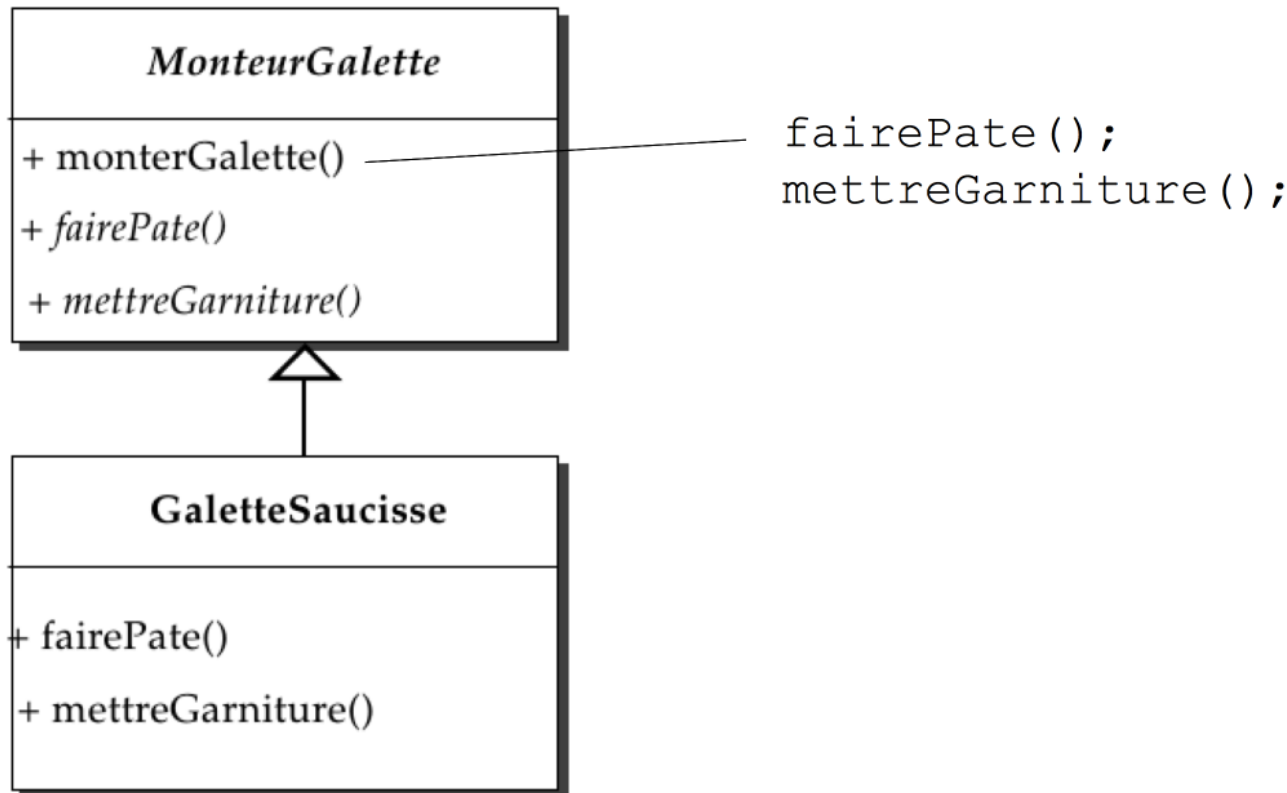 MonteurGalette
+ monterGalette()
+ fairePate()
+ mettreGarniture()
fairePate();
mettreGarniture();
GaletteSaucisse
+ fairePate()
+ mettreGarniture()